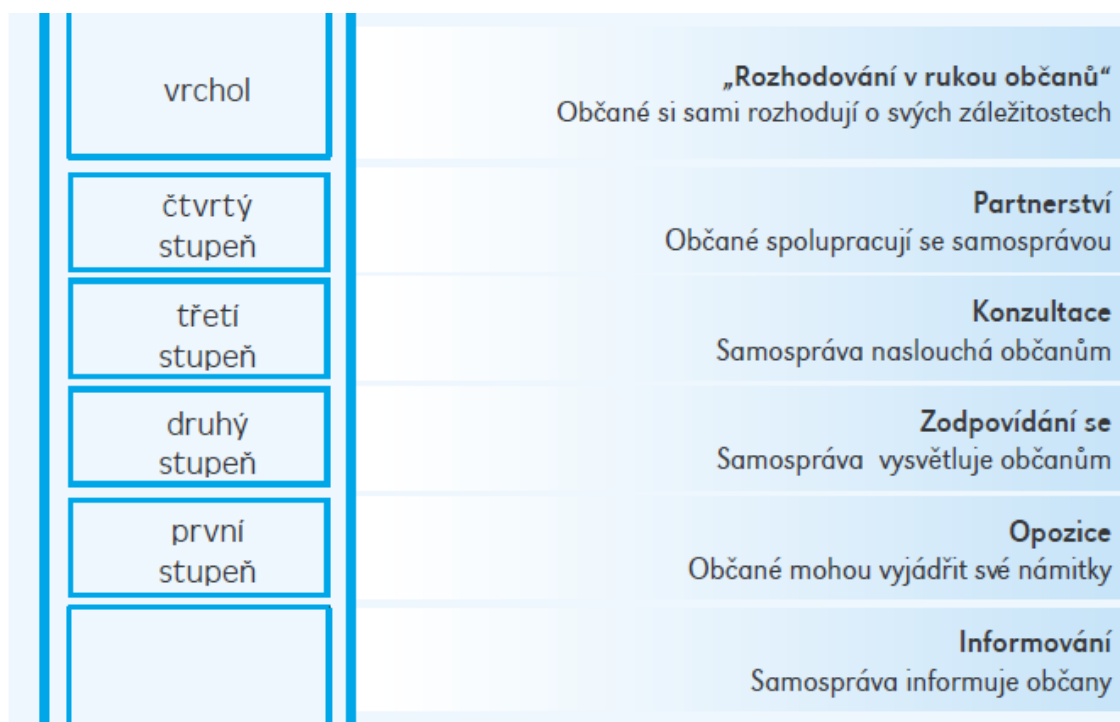 vrchol
„Rozhodování v rukou občanů“
Občané si sami rozhodují o svých záležitostech
čtvrtý
stupeň
Partnerství
Občané spolupracují se samosprávou
třetí
stupeň
Konzultace
Samospráva naslouchá občanům
druhý
stupeň
Zodpovídání se
Samospráva vysvětluje občanům
první
stupeň
Opozice
Občané mohou vyjádřit své námitky
Informování
Samospráva informuje občany